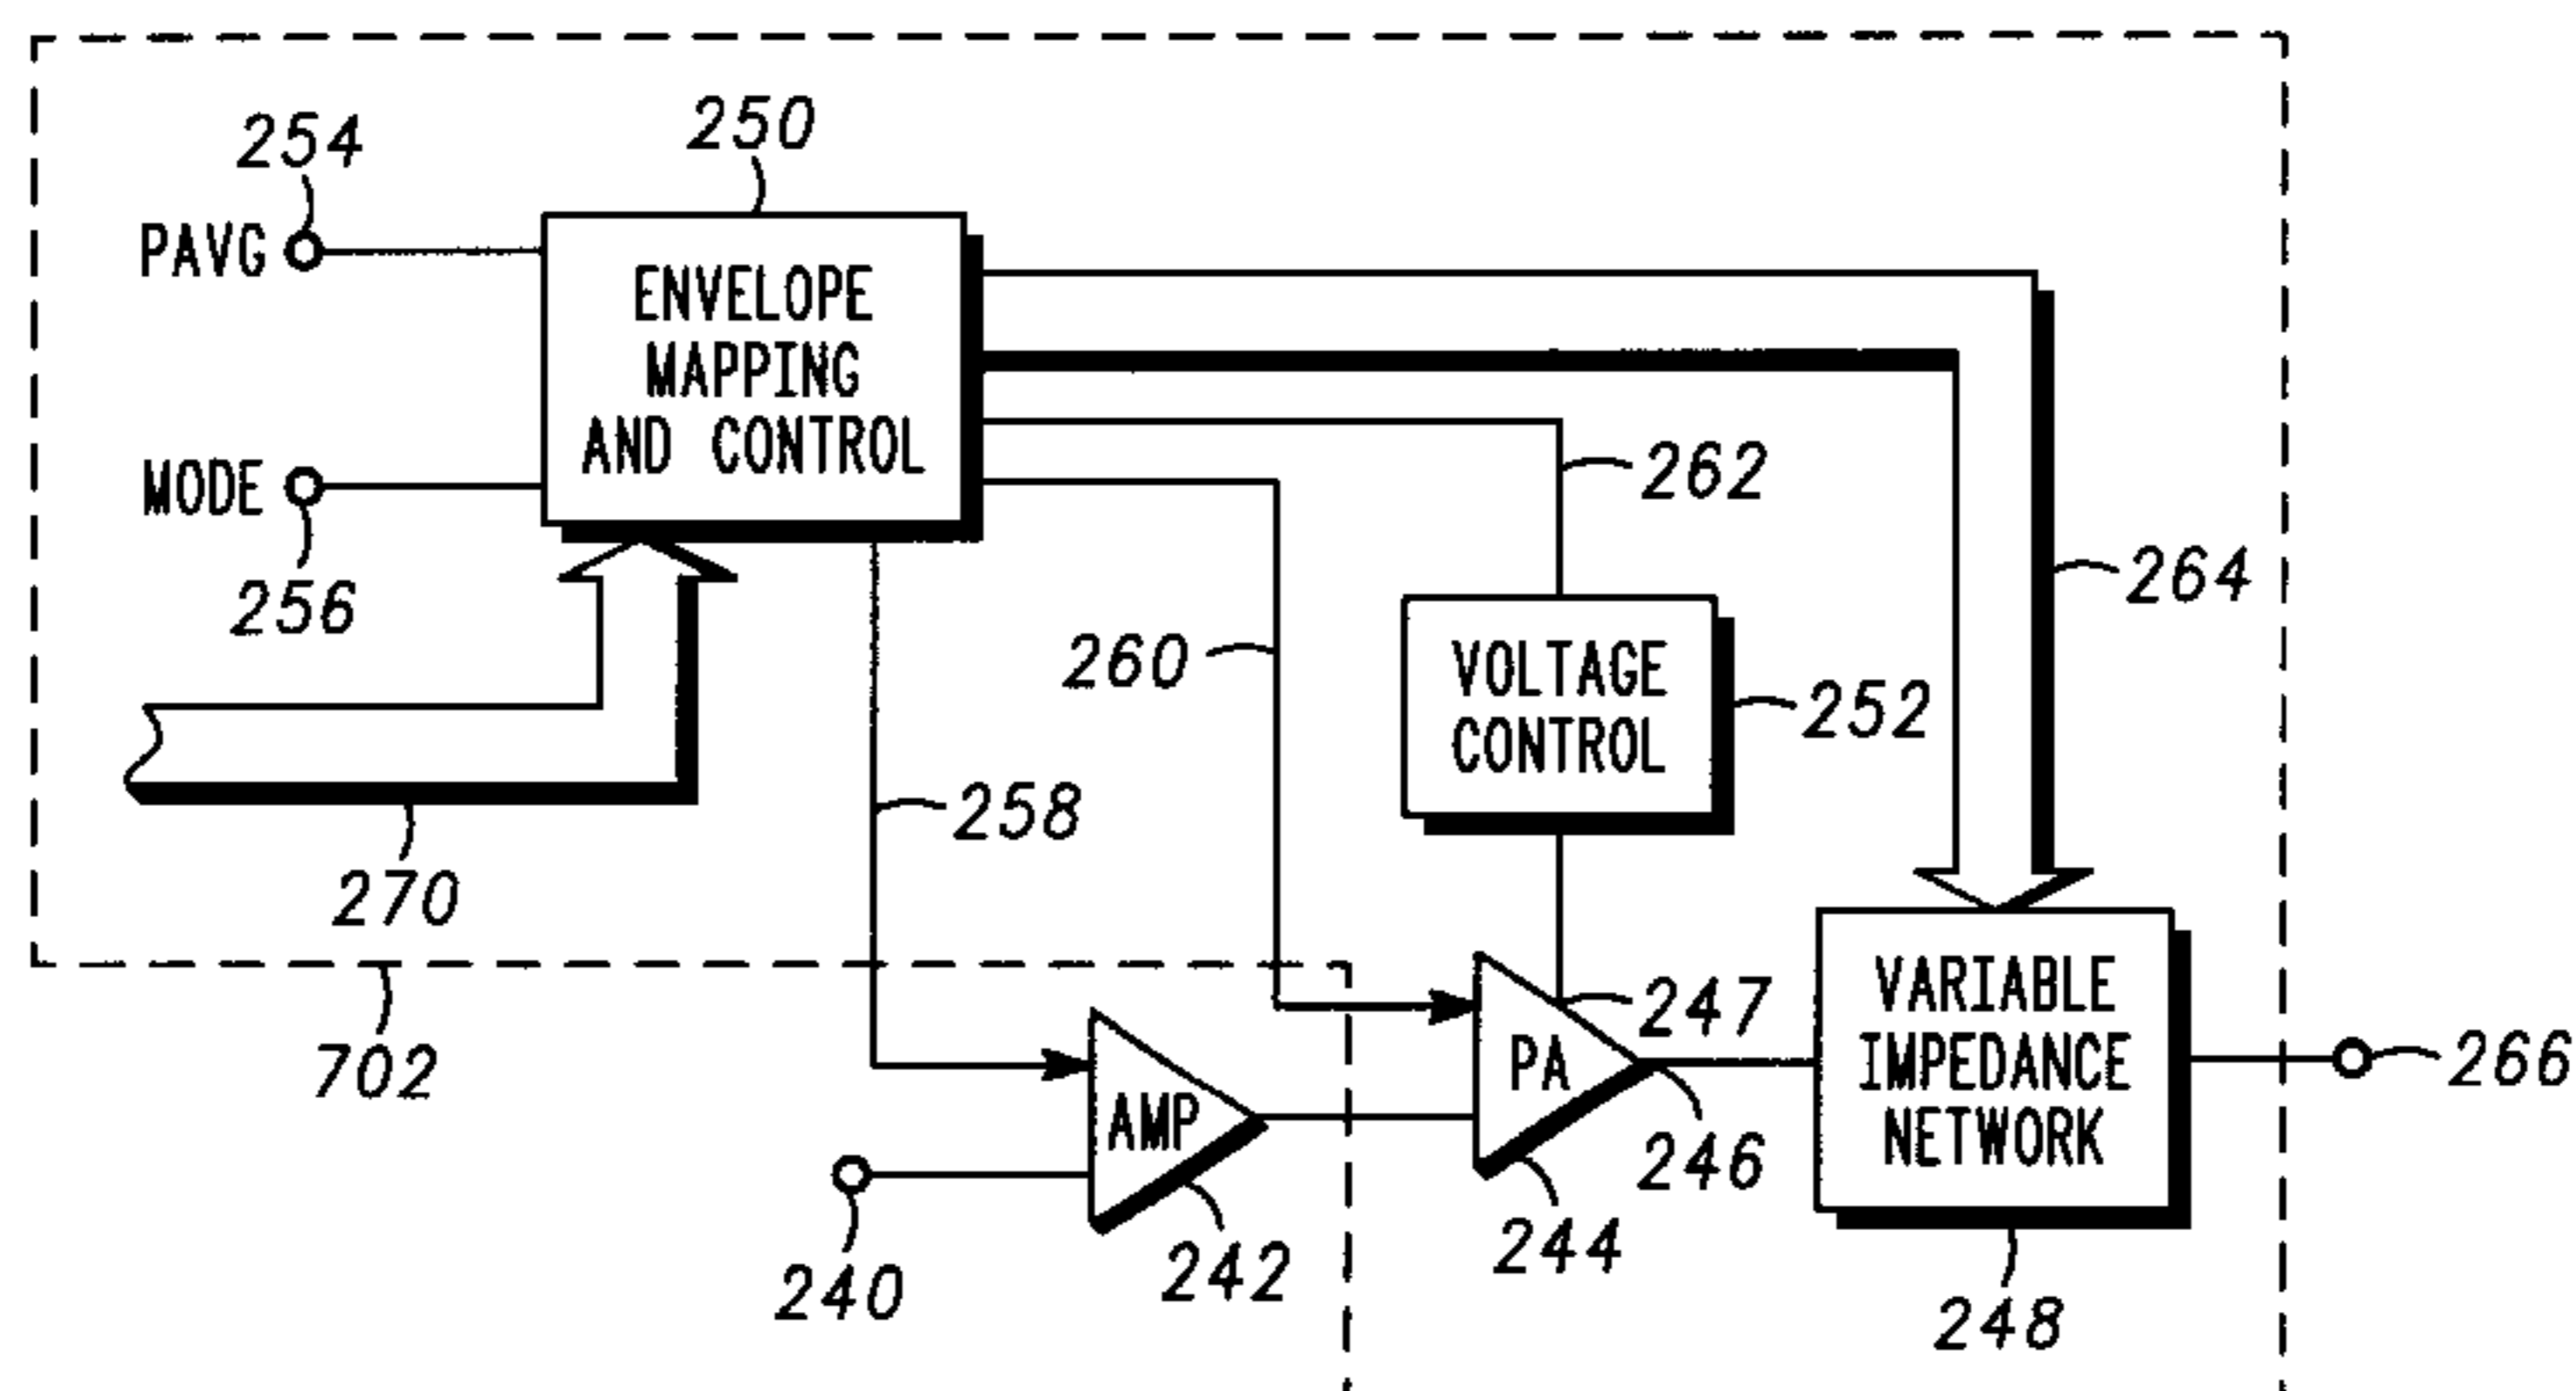 250
254
PAVG
ENVELOPE
MAPPING
AND CONTROL
MODE
256
262
264
260
VOLTAGE
CONTROL
252
258
270
702
247
PA
AMP
VARIABLE
IMPEDANCE
NETWORK
266
246
244
242
240
248